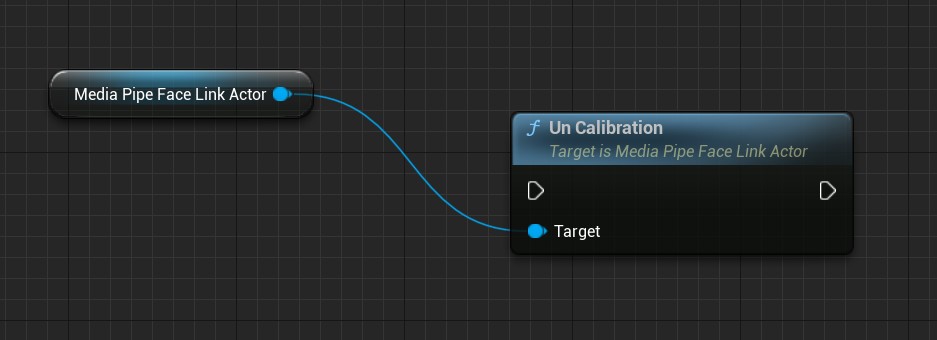 Media Pipe Face Link Actor
Un Calibration
Target is Media Pipe Face Link Actor
Target